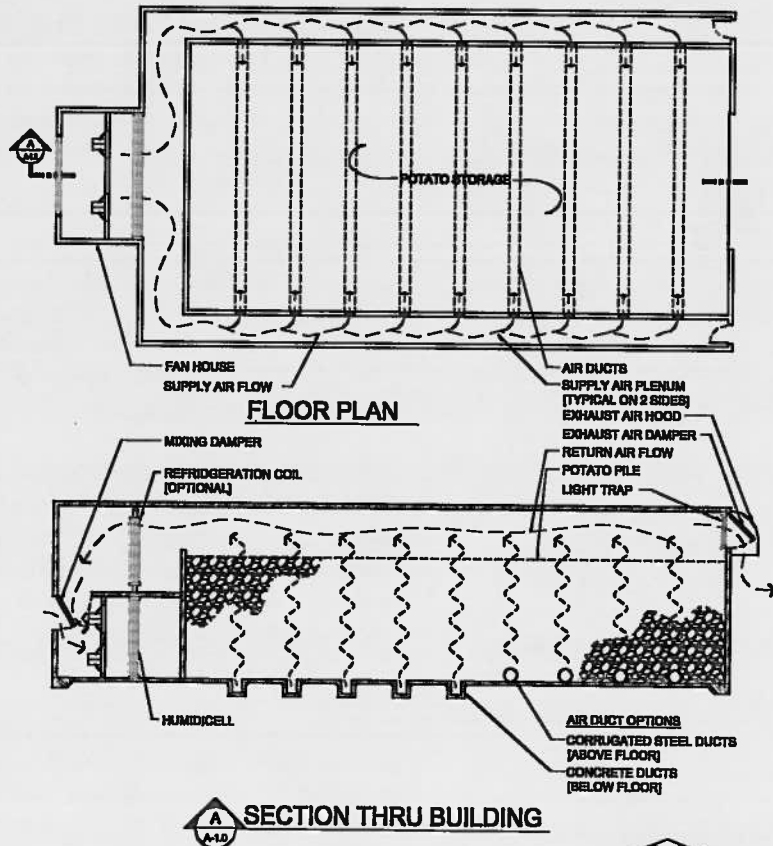 A
A-1.0
POTATO STORAGE
FAN HOUSE
SUPPLY AIR FLOW
FLOOR PLAN
AIR DUCTS
SUPPLY AIR PLENUM
[TYPICAL ON 2 SIDES]
EXHAUST AIR HOOD
EXHAUST AIR DAMPER
RETURN AIR FLOW
POTATO PILE
LIGHT TRAP
MIXING DAMPER
REFRIDGERATION COIL
[OPTIONAL]
HUMIDICELL
AIR DUCT OPTIONS
CORRUGATED STEEL DUCTS
[ABOVE FLOOR]
CONCRETE DUCTS
[BELOW FLOOR]
A
A-1.0
SECTION THRU BUILDING